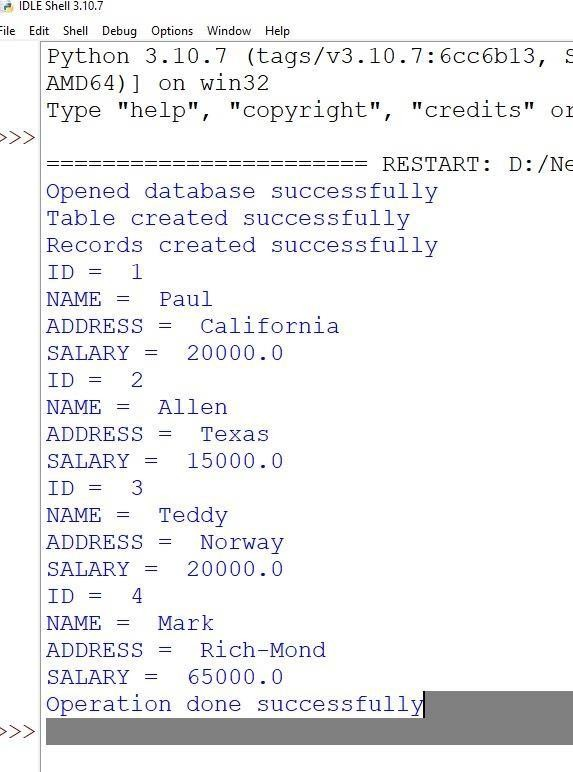 IDLE Shell 3.10.7
File Edit Shell Debug Options Window Help
Python 3.10.7 (tags/v3.10.7:6cc6b13, S
AMD64)] on win32
Type "help", "copyright", "credits" or
>>>
======================= RESTART: D:/Ne
Opened database successfully
Table created successfully
Records created successfully
ID =  1
NAME =  Paul
ADDRESS =  California
SALARY =  20000.0
ID =  2
NAME =  Allen
ADDRESS =  Texas
SALARY =  15000.0
ID =  3
NAME =  Teddy
ADDRESS =  Norway
SALARY =  20000.0
ID =  4
NAME =  Mark
ADDRESS =  Rich-Mond
SALARY =  65000.0
Operation done successfully
>>>